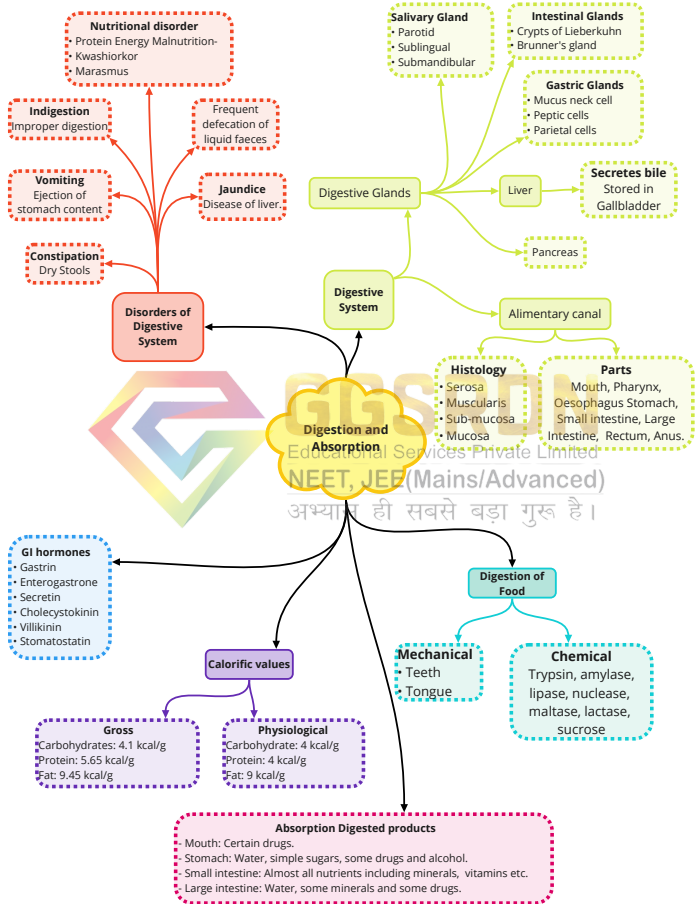 Nutritional disorder
• Protein Energy Malnutrition-
• Kwashiorkor
• Marasmus
Indigestion
Improper digestion
Frequent
defecation of
liquid faeces
Vomiting
Ejection of
stomach content
Jaundice
Disease of liver.
Constipation
Dry Stools
Disorders of
Digestive
System
Salivary Gland
• Parotid
• Sublingual
• Submandibular
Intestinal Glands
• Crypts of Lieberkuhn
• Brunner's gland
Gastric Glands
• Mucus neck cell
• Peptic cells
• Parietal cells
Digestive Glands
Liver
Secretes bile
Stored in
Gallbladder
Pancreas
Digestive
System
Alimentary canal
Histology
• Serosa
• Muscularis
• Sub-mucosa
• Mucosa
Parts
Mouth, Pharynx,
Oesophagus Stomach,
Small intestine, Large
Intestine, Rectum, Anus.
Digestion and
Absorption
GGSRDN
Educational Services Private Limited
NEET, JEE(Mains/Advanced)
अभ्यास ही सबसे बड़ा गुरू है।
GI hormones
• Gastrin
• Enterogastrone
• Secretin
• Cholecystokinin
• Villikinin
• Stomatostatin
Digestion of
Food
Mechanical
• Teeth
• Tongue
Chemical
Trypsin, amylase,
lipase, nuclease,
maltase, lactase,
sucrose
Calorific values
Gross
Carbohydrates: 4.1 kcal/g
Protein: 5.65 kcal/g
Fat: 9.45 kcal/g
Physiological
Carbohydrate: 4 kcal/g
Protein: 4 kcal/g
Fat: 9 kcal/g
Absorption Digested products
- Mouth: Certain drugs.
- Stomach: Water, simple sugars, some drugs and alcohol.
- Small intestine: Almost all nutrients including minerals, vitamins etc.
- Large intestine: Water, some minerals and some drugs.